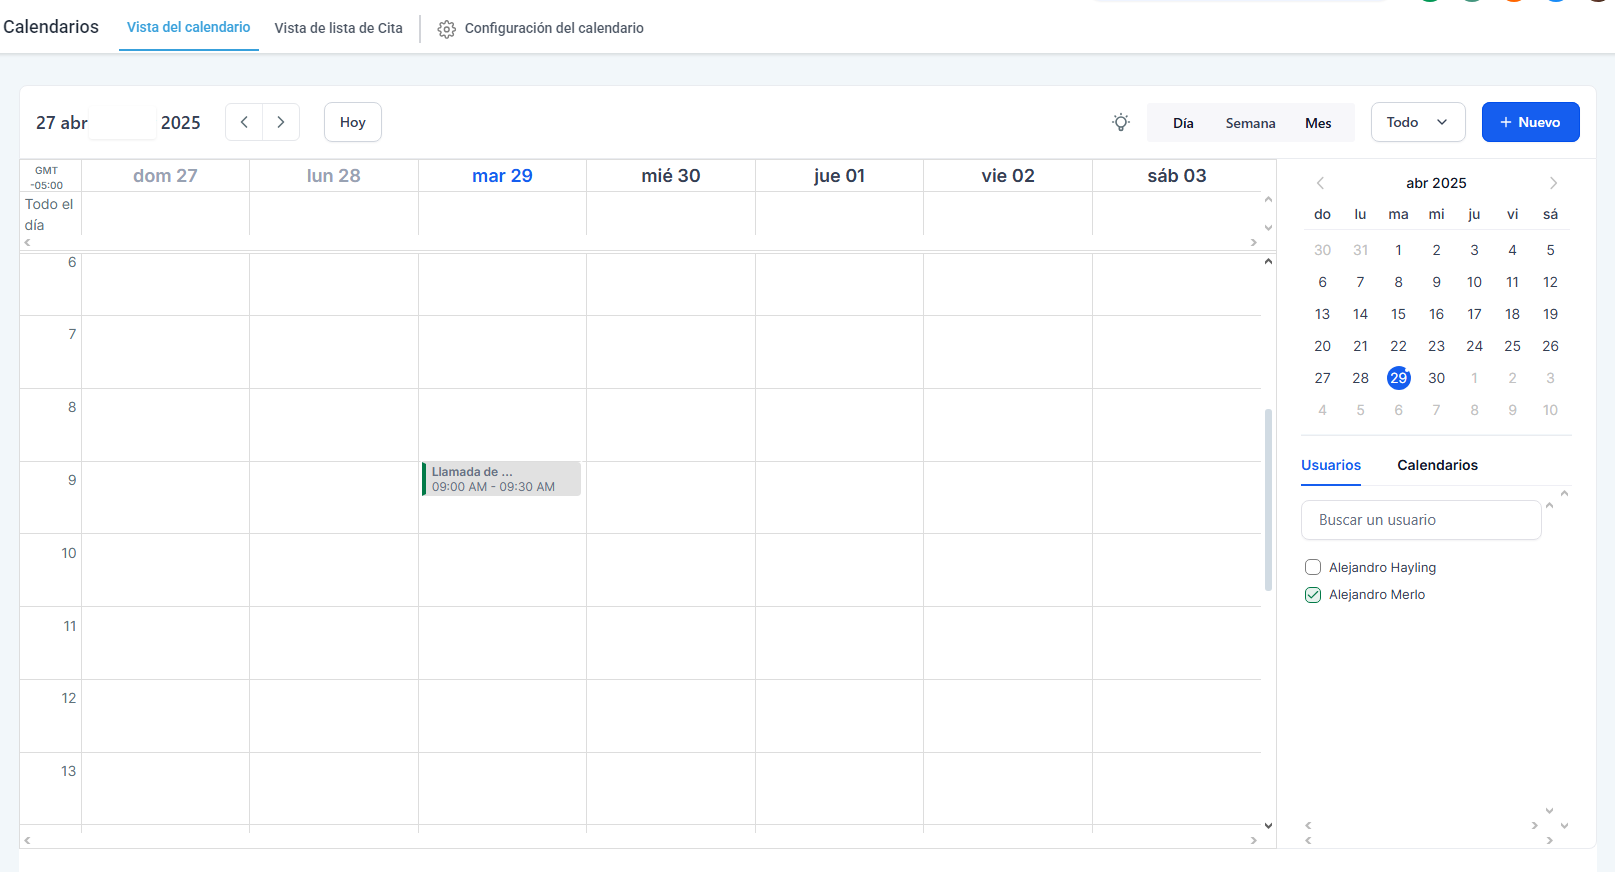 Calendarios
Vista del calendario
Vista de lista de Cita
Configuración del calendario
27 abr 2025
Hoy
Día
Semana
Mes
Todo
+ Nuevo
GMT
-05:00
dom 27
lun 28
mar 29
mié 30
jue 01
vie 02
sáb 03
Todo el
día
6
7
8
9
Llamada de ...
09:00 AM - 09:30 AM
10
11
12
13
abr 2025
do lu ma mi ju vi sá
30 31 1 2 3 4 5
6 7 8 9 10 11 12
13 14 15 16 17 18 19
20 21 22 23 24 25 26
27 28 29 30 1 2 3
4 5 6 7 8 9 10
Usuarios
Calendarios
Buscar un usuario
Alejandro Hayling
Alejandro Merlo